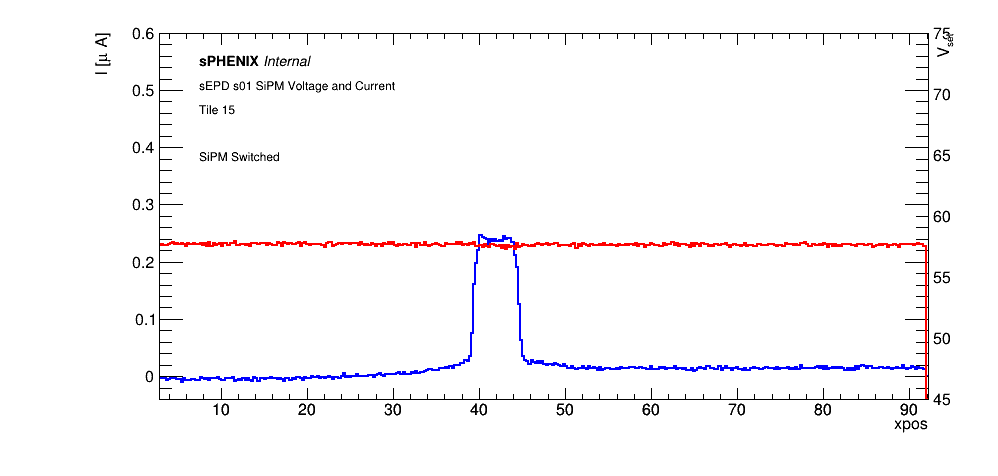 I [μ A]
0.6
0.5
0.4
0.3
0.2
0.1
0
sPHENIX Internal
sEPD s01 SiPM Voltage and Current
Tile 15
SiPM Switched
75
V set
70
65
60
55
50
45
10 20 30 40 50 60 70 80 90
xpos